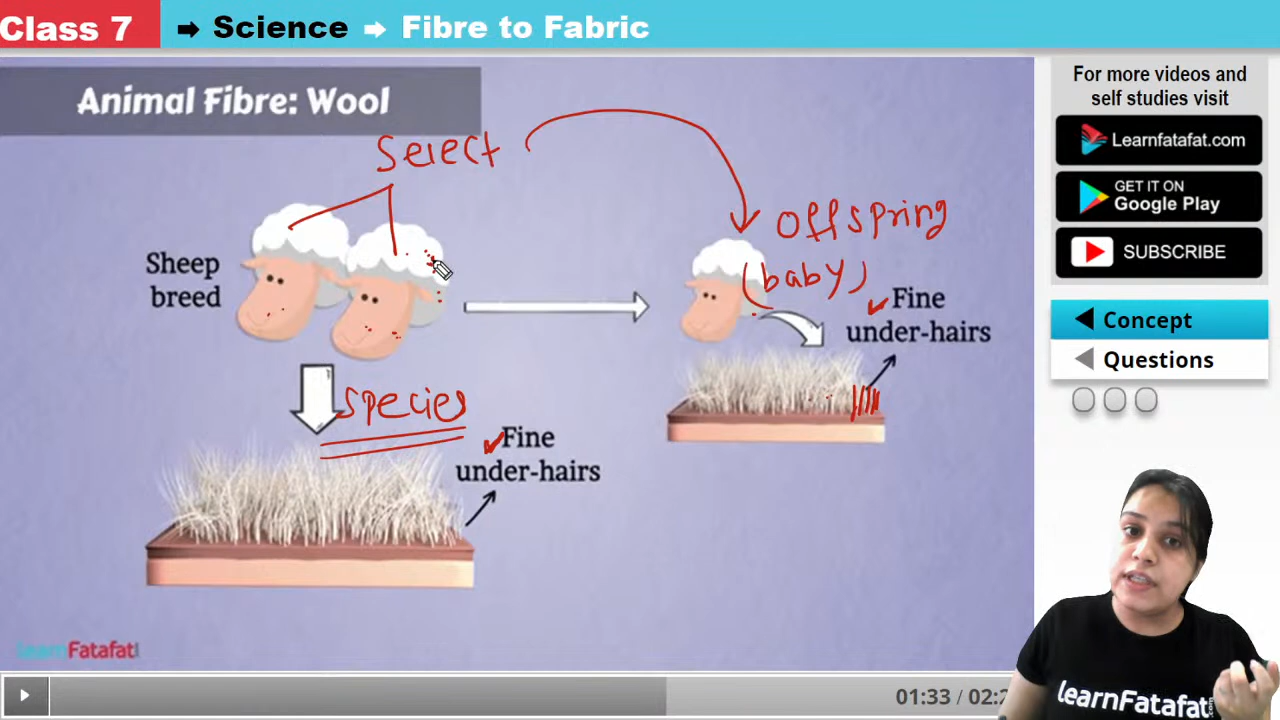 Class 7 ➡ Science ➡ Fibre to Fabric
For more videos and
self studies visit
Learnfatafat.com
GET IT ON
Google Play
SUBSCRIBE
Concept
Questions
Animal Fibre: Wool
Select
Offspring
(baby)
Sheep
breed
Fine
under-hairs
species
Fine
under-hairs
LearnFatafat
learnFatafat
.com
01:33 / 02:2